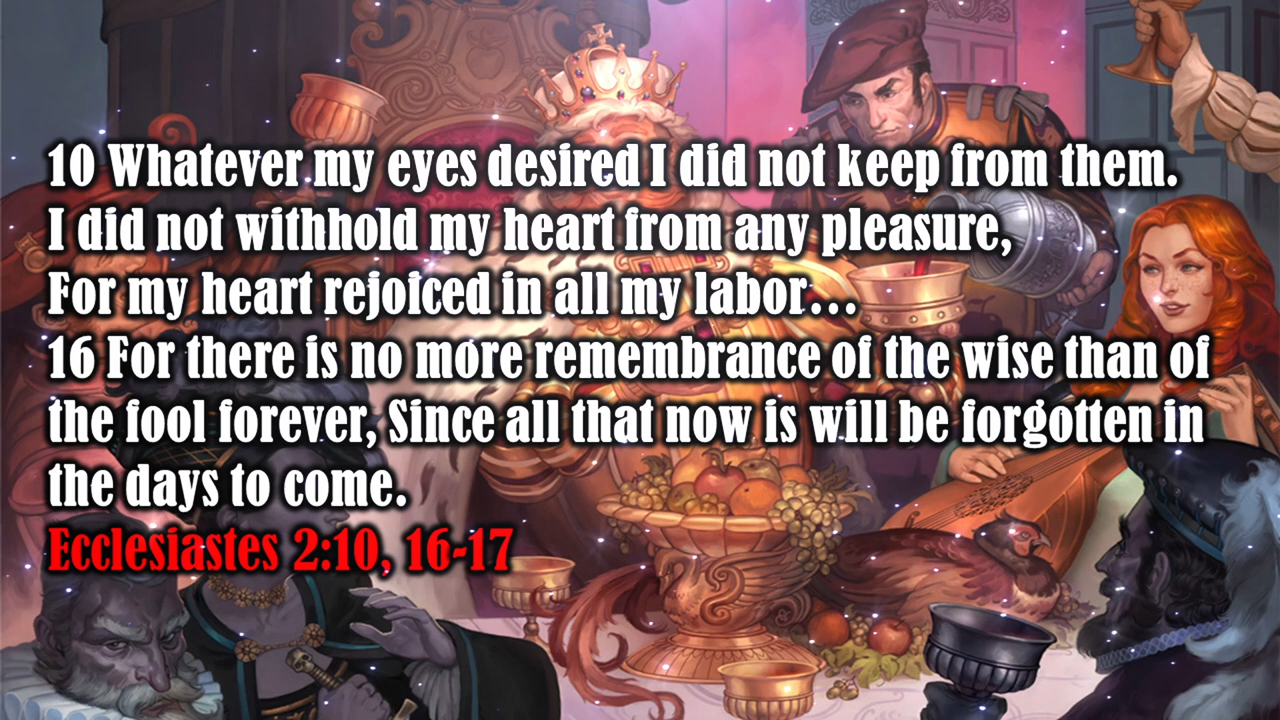 10 Whatever my eyes desired I did not keep from them.
I did not withhold my heart from any pleasure,
For my heart rejoiced in all my labor…
16 For there is no more remembrance of the wise than of
the fool forever, Since all that now is will be forgotten in
the days to come.
Ecclesiastes 2:10, 16-17